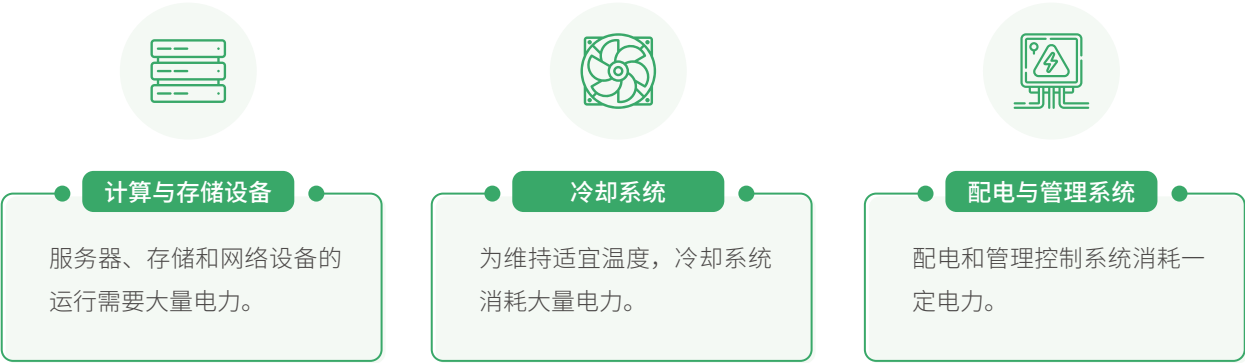 计算与存储设备
服务器、存储和网络设备的
运行需要大量电力。
冷却系统
为维持适宜温度，冷却系统
消耗大量电力。
配电与管理系统
配电和管理控制系统消耗一
定电力。